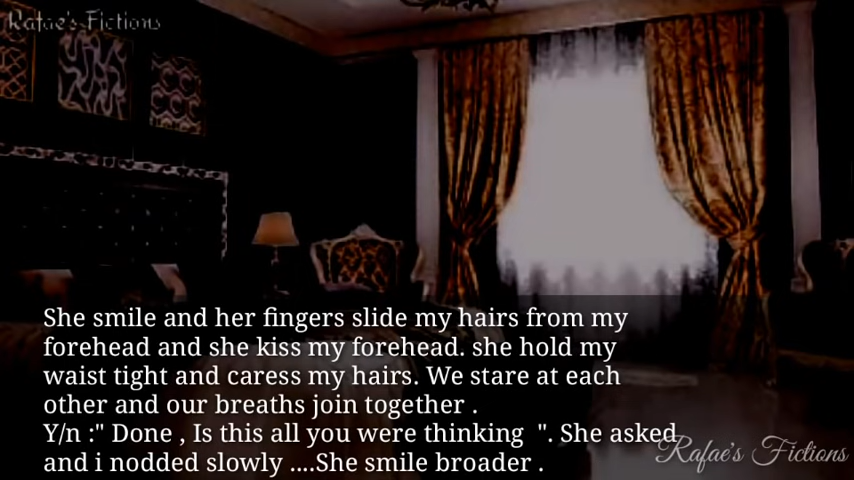 Rafae's Fictions
She smile and her fingers slide my hairs from my
forehead and she kiss my forehead. she hold my
waist tight and caress my hairs. We stare at each
other and our breaths join together .
Y/n :" Done , Is this all you were thinking  ". She asked
and i nodded slowly ....She smile broader .
Rafae's Fictions